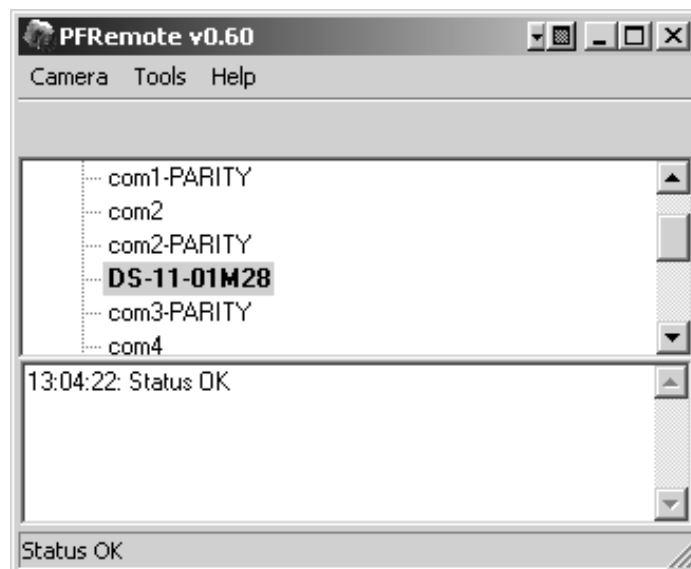 PFRemote v0.60
Camera Tools Help
com1-PARITY
com2
com2-PARITY
DS-11-01M28
com3-PARITY
com4
13:04:22: Status OK
Status OK